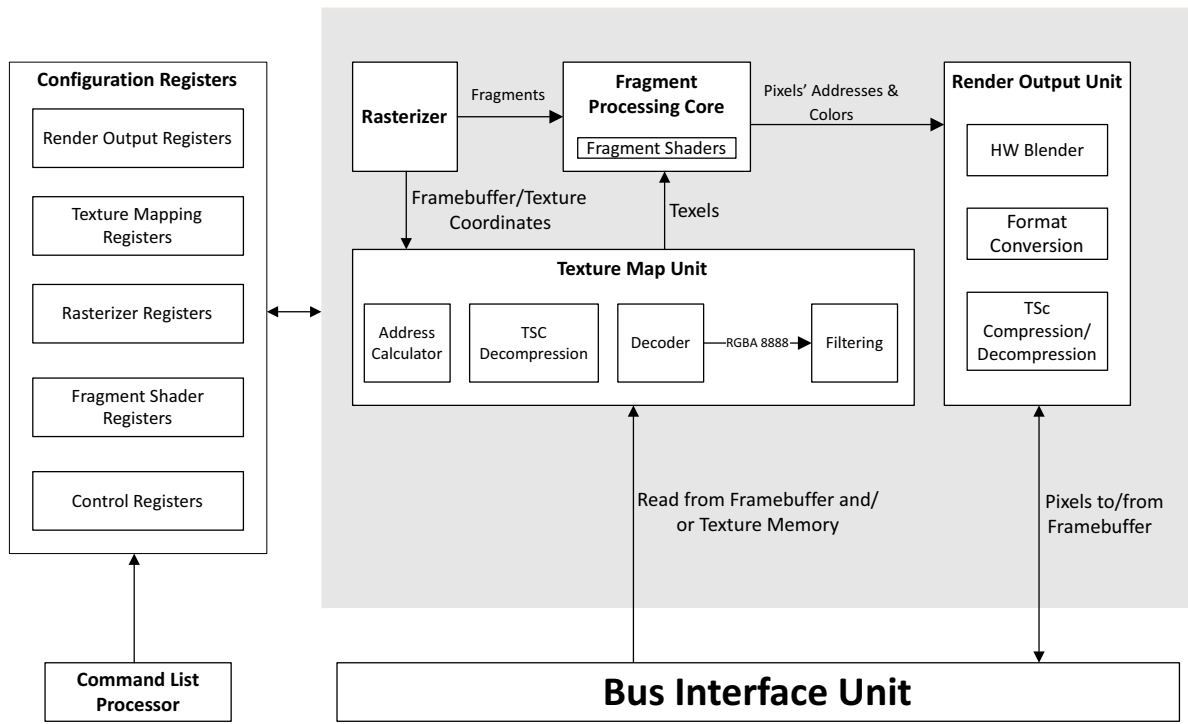 Configuration Registers
Render Output Registers
Texture Mapping
Registers
Rasterizer Registers
Fragment Shader
Registers
Control Registers
Command List
Processor
Rasterizer
Fragments
Fragment
Processing Core
Fragment Shaders
Pixels' Addresses &
Colors
Render Output Unit
HW Blender
Format
Conversion
TSc
Compression/
Decompression
Framebuffer/Texture
Coordinates
Texels
Texture Map Unit
Address
Calculator
TSC
Decompression
Decoder
RGBA 8888
Filtering
Read from Framebuffer and/
or Texture Memory
Pixels to/from
Framebuffer
Bus Interface Unit